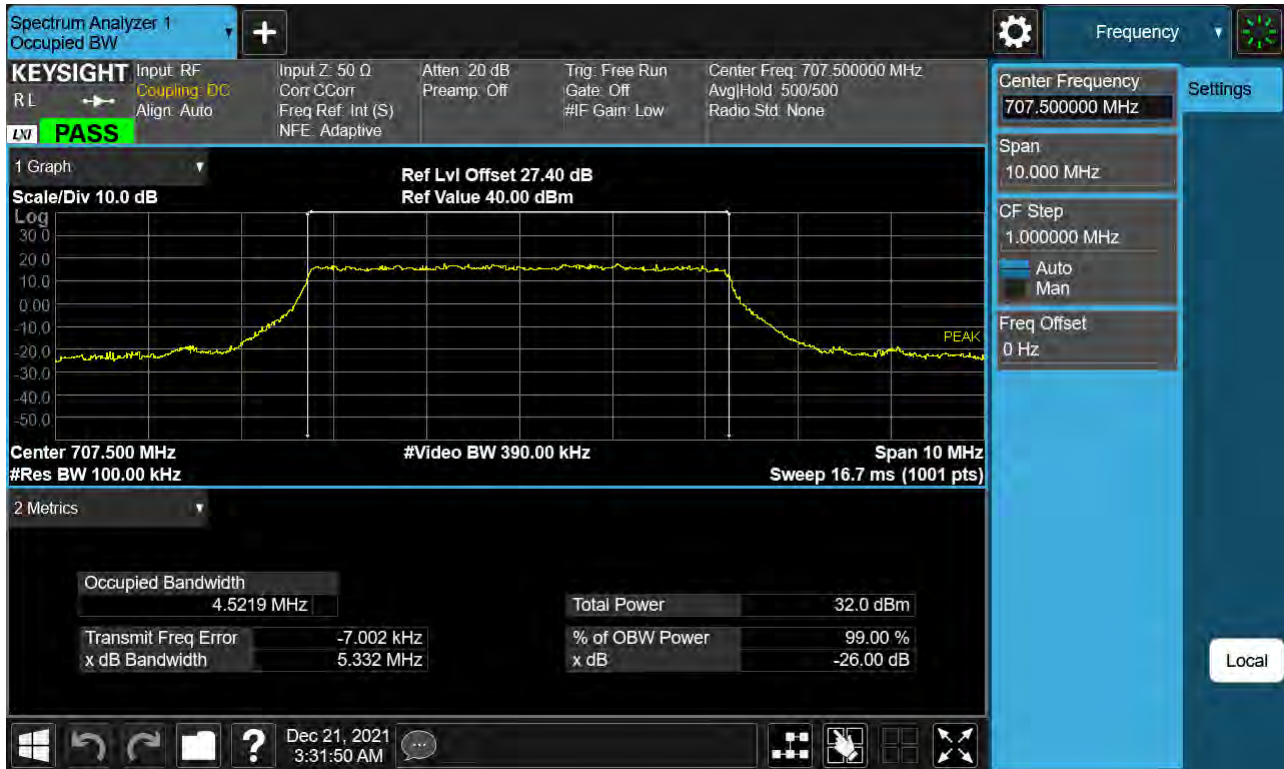 Spectrum Analyzer 1
Occupied BW
+
Frequency
KEYSIGHT
RL
LXI
PASS
Input: RF
Coupling: DC
Align: Auto
Input Z: 50 Ω
Corr CCorr
Freq Ref: Int (S)
NFE: Adaptive
Atten: 20 dB
Preamp: Off
Trig: Free Run
Gate: Off
#IF Gain: Low
Center Freq: 707.500000 MHz
Avg|Hold: 500/500
Radio Std: None
Center Frequency
707.500000 MHz
Settings
Span
10.000 MHz
CF Step
1.000000 MHz
Auto
Man
Freq Offset
0 Hz
Local
1 Graph
Scale/Div 10.0 dB
Ref Lvl Offset 27.40 dB
Ref Value 40.00 dBm
Log
30.0
20.0
10.0
0.00
-10.0
-20.0
-30.0
-40.0
-50.0
PEAK
Center 707.500 MHz
#Video BW 390.00 kHz
Span 10 MHz
#Res BW 100.00 kHz
Sweep 16.7 ms (1001 pts)
2 Metrics
Occupied Bandwidth
4.5219 MHz
Total Power 32.0 dBm
Transmit Freq Error -7.002 kHz
% of OBW Power 99.00 %
x dB Bandwidth 5.332 MHz
x dB -26.00 dB
?
Dec 21, 2021
3:31:50 AM